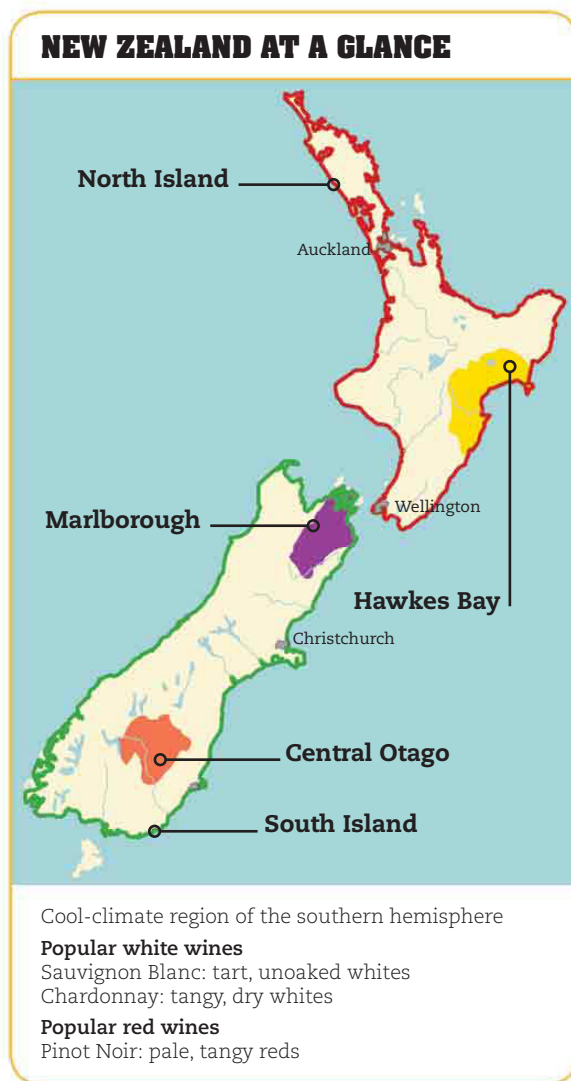 NEW ZEALAND AT A GLANCE
North Island
Auckland
Wellington
Marlborough
Hawkes Bay
Christchurch
Central Otago
South Island
Cool-climate region of the southern hemisphere
Popular white wines
Sauvignon Blanc: tart, unoaked whites
Chardonnay: tangy, dry whites
Popular red wines
Pinot Noir: pale, tangy reds